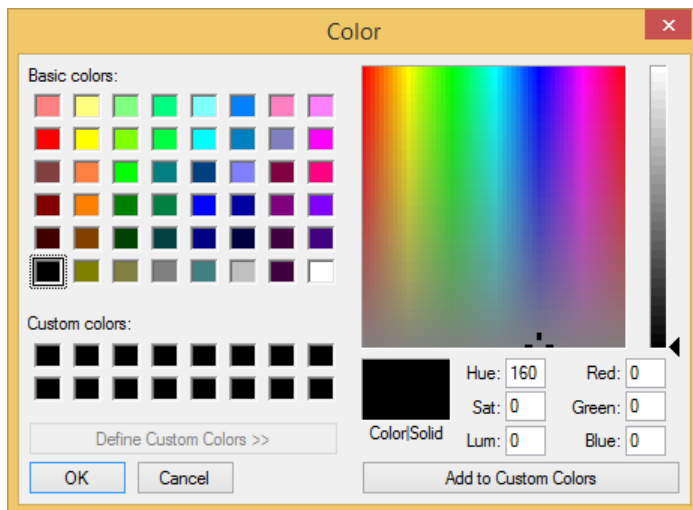 Color
Basic colors:
Custom colors:
Define Custom Colors >>
OK Cancel
Color|Solid
Hue: 160 Red: 0
Sat: 0 Green: 0
Lum: 0 Blue: 0
Add to Custom Colors